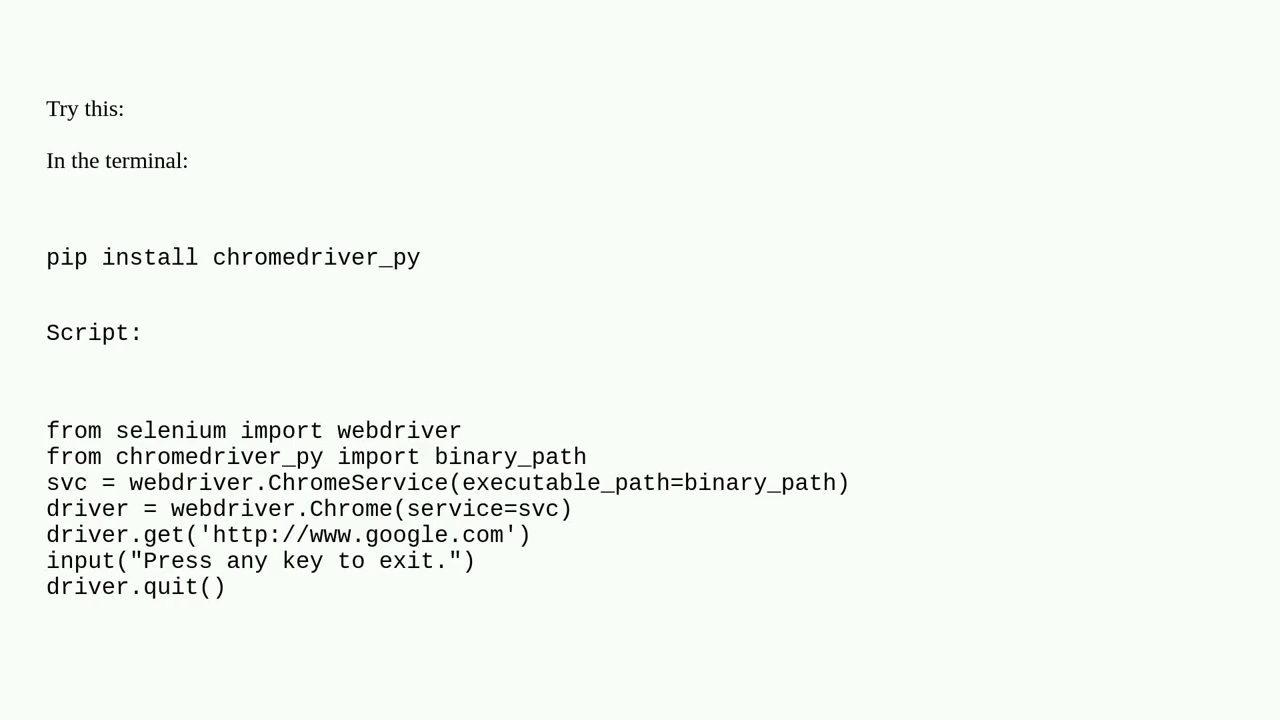 Try this:
In the terminal:
pip install chromedriver_py
Script:
from selenium import webdriver
from chromedriver_py import binary_path
svc = webdriver.ChromeService(executable_path=binary_path)
driver = webdriver.Chrome(service=svc)
driver.get('http://www.google.com')
input("Press any key to exit.")
driver.quit()